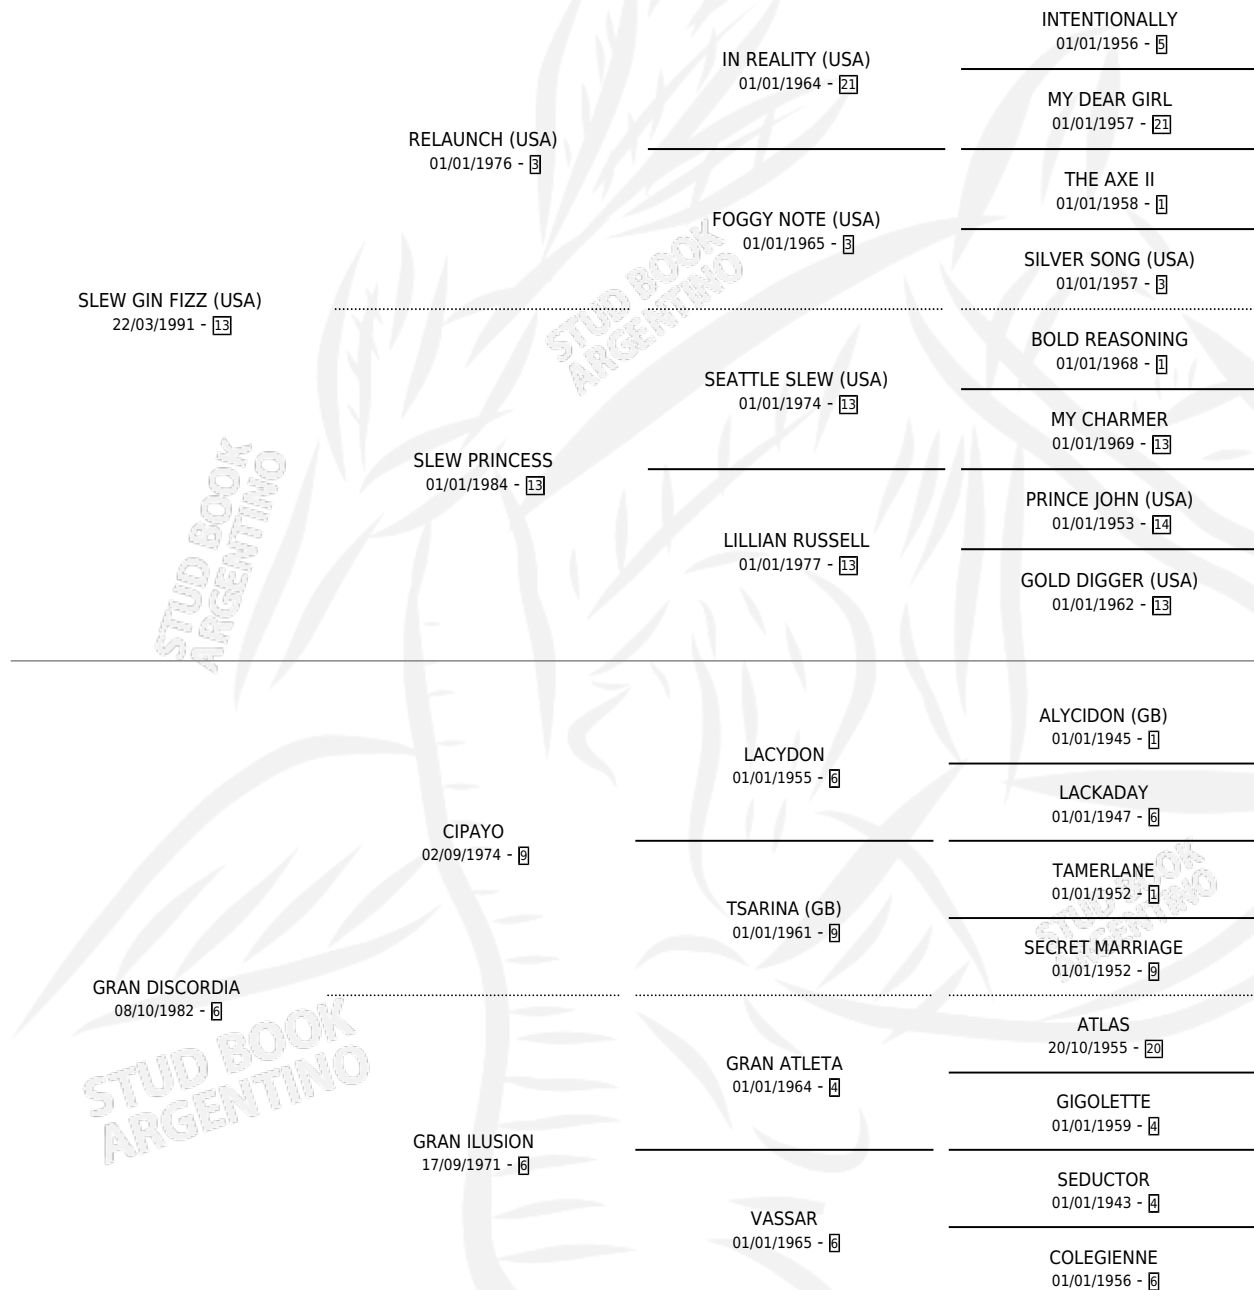 INTENTIONALLY
01/01/1956 - 5
IN REALITY (USA)
01/01/1964 - 21
MY DEAR GIRL
01/01/1957 - 21
RELAUNCH (USA)
01/01/1976 - 3
THE AXE II
01/01/1958 - 1
FOGGY NOTE (USA)
01/01/1965 - 3
SILVER SONG (USA)
01/01/1957 - 3
SLEW GIN FIZZ (USA)
22/03/1991 - 13
STUD BOOK
ARGENTINO
BOLD REASONING
01/01/1968 - 1
SEATTLE SLEW (USA)
01/01/1974 - 13
MY CHARMER
01/01/1969 - 13
SLEW PRINCESS
01/01/1984 - 13
PRINCE JOHN (USA)
01/01/1953 - 14
LILLIAN RUSSELL
01/01/1977 - 13
GOLD DIGGER (USA)
01/01/1962 - 13
STUD BOOK
ARGENTINO
ALYCIDON (GB)
01/01/1945 - 1
LACYDON
01/01/1955 - 6
LACKADAY
01/01/1947 - 6
CIPAYO
02/09/1974 - 9
TAMERLANE
01/01/1952 - 1
TSARINA (GB)
01/01/1961 - 9
SECRET MARRIAGE
01/01/1952 - 9
STUD BOOK
ARGENTINO
GRAN DISCORDIA
08/10/1982 - 6
ATLAS
20/10/1955 - 20
GRAN ATLETA
01/01/1964 - 4
GIGOLETTE
01/01/1959 - 4
STUD BOOK
ARGENTINO
GRAN ILUSION
17/09/1971 - 6
SEDUCTOR
01/01/1943 - 4
VASSAR
01/01/1965 - 6
COLEGIENNE
01/01/1956 - 6